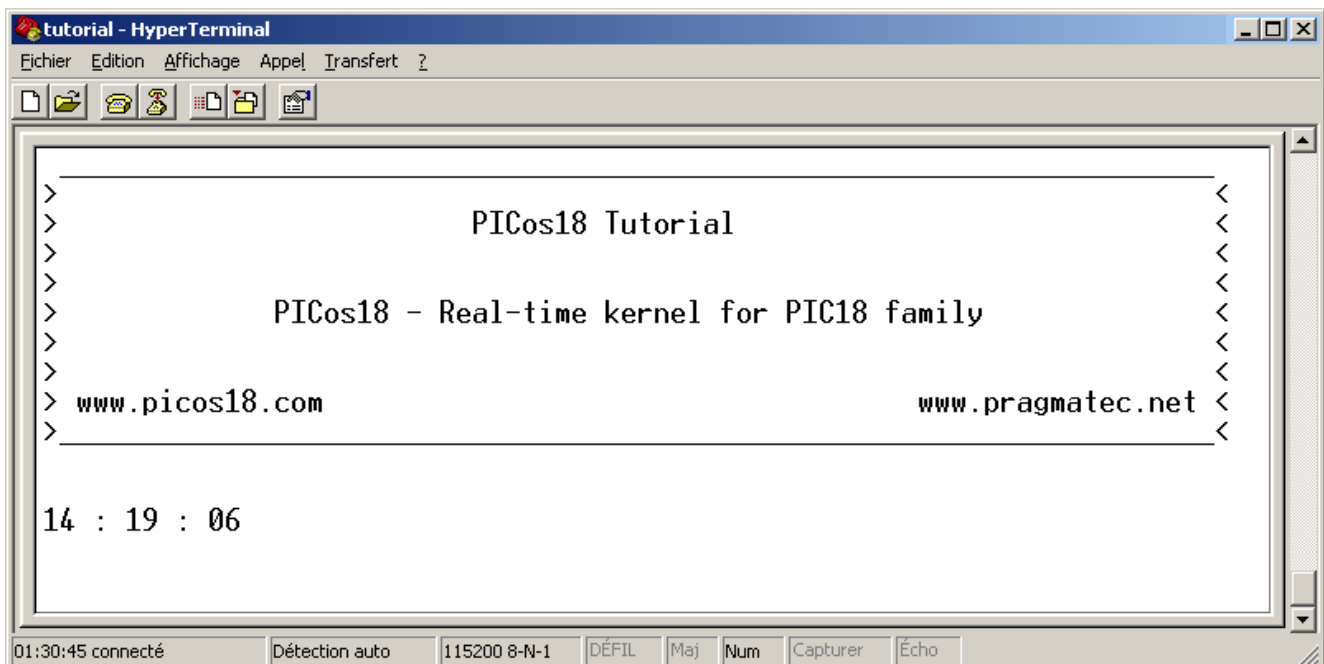 tutorial - HyperTerminal
Fichier Edition Affichage Appel Transfert ?
> <
> PICos18 Tutorial <
> <
> <
> PICos18 - Real-time kernel for PIC18 family <
> <
> <
> www.picos18.com www.pragmatec.net <
> <
14 : 19 : 06
01:30:45 connecté Détection auto 115200 8-N-1 DÉFIL Maj Num Capturer Écho